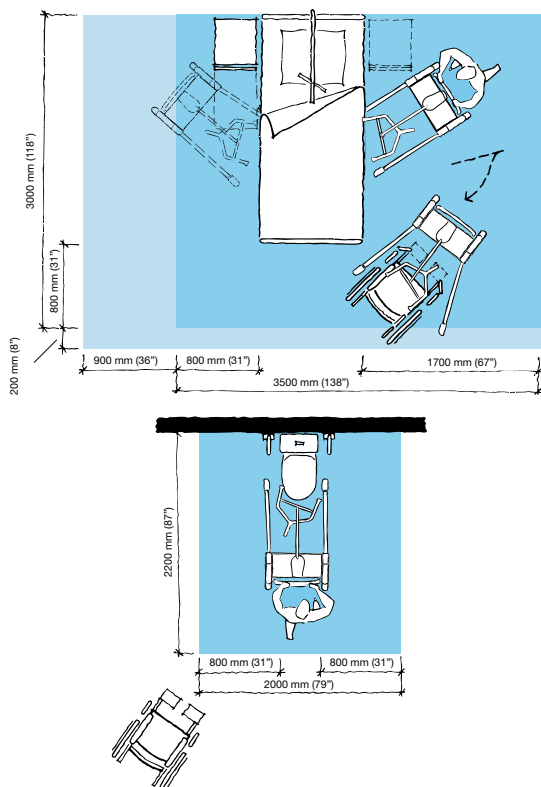 3000 mm (118")
800 mm (31")
200 mm (8")
900 mm (36")
800 mm (31")
1700 mm (67")
3500 mm (138")
2200 mm (87")
800 mm (31")
800 mm (31")
2000 mm (79")